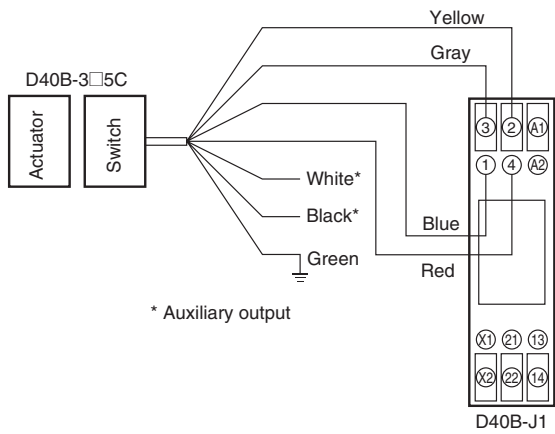 Yellow
Gray
D40B-3□5C
Actuator
Switch
3 2 A1
1 4 A2
White*
Black*
Blue
Green
Red
* Auxiliary output
X1 21 13
X2 22 14
D40B-J1